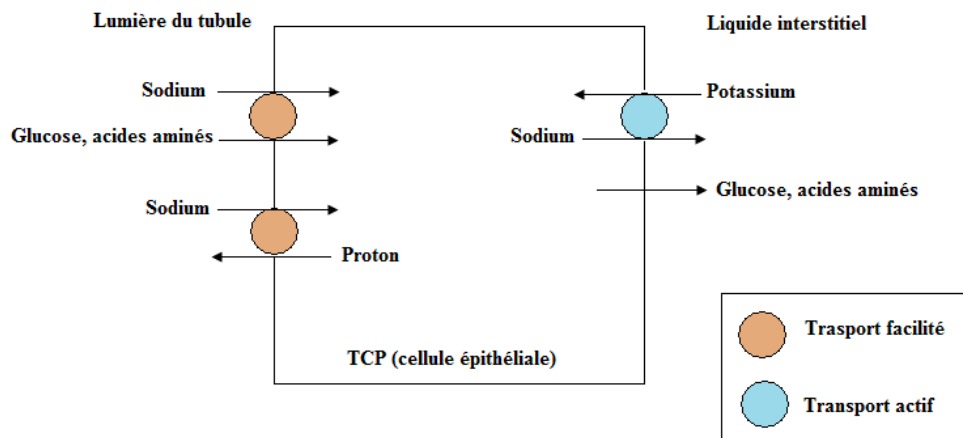 Lumière du tubule
Liquide interstitiel
Sodium
Potassium
Glucose, acides aminés
Sodium
Glucose, acides aminés
Sodium
Proton
TCP (cellule épithéliale)
Trasport facilité
Transport actif